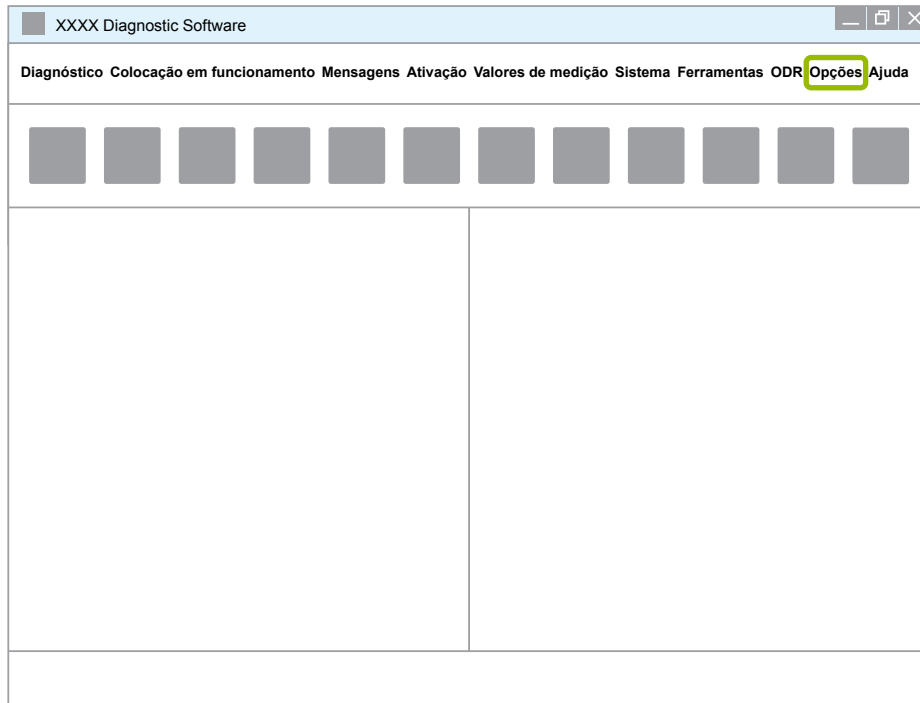 XXXX Diagnostic Software
Diagnóstico Colocação em funcionamento Mensagens Ativação Valores de medição Sistema Ferramentas ODR Opções Ajuda